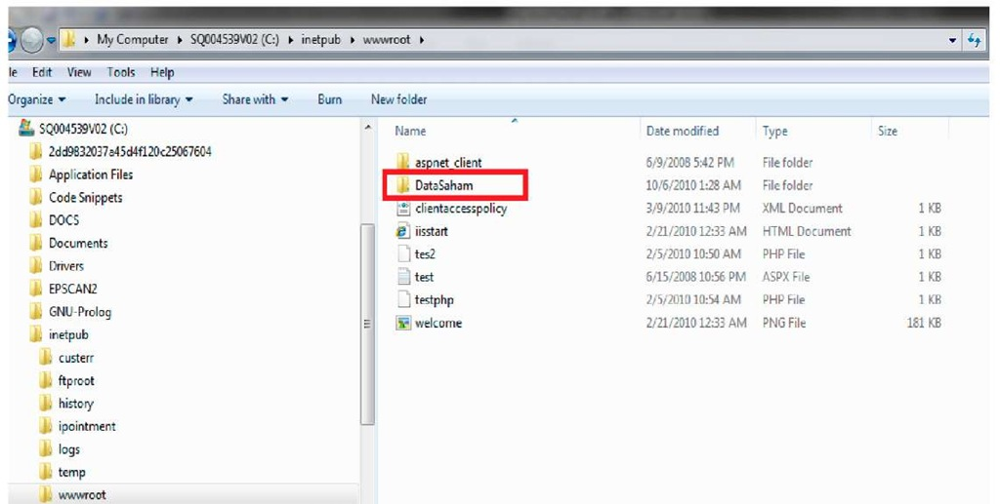 My Computer SQ004539V02 (C:) inetpub wwwroot
le Edit View Tools Help
Organize Include in library Share with Burn New folder
SQ004539V02 (C:)
2dd9832037a45d4f120c25067604
Application Files
Code Snippets
DOCS
Documents
Drivers
EPSCAN2
GNU-Prolog
inetpub
custerr
ftproot
history
ipointment
logs
temp
wwwroot
Name Date modified Type Size
aspnet_client 6/9/2008 5:42 PM File folder
DataSaham 10/6/2010 1:28 AM File folder
clientaccesspolicy 3/9/2010 11:43 PM XML Document 1 KB
iisstart 2/21/2010 12:33 AM HTML Document 1 KB
tes2 2/5/2010 10:50 AM PHP File 1 KB
test 6/15/2008 10:56 PM ASPX File 1 KB
testphp 2/5/2010 10:54 AM PHP File 1 KB
welcome 2/21/2010 12:33 AM PNG File 181 KB